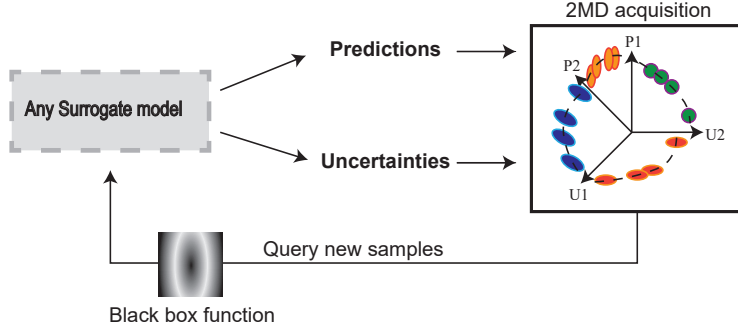 2MD acquisition
Predictions
P1
P2
Any Surrogate model
U2
Uncertainties
U1
Query new samples
Black box function